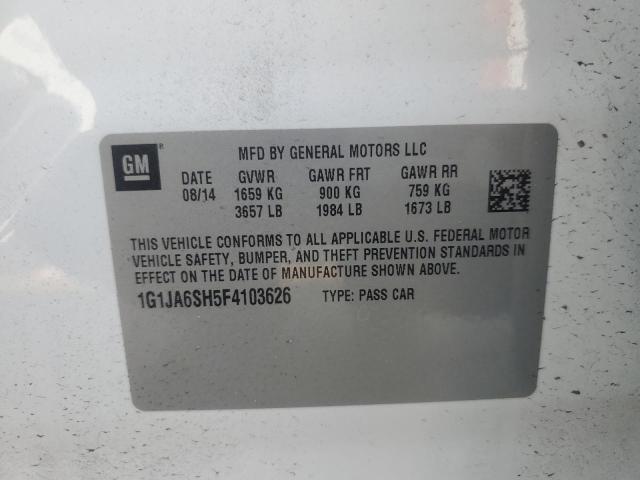 GM
MFD BY GENERAL MOTORS LLC
DATE GVWR GAWR FRT GAWR RR
08/14 1659 KG 900 KG 759 KG
3657 LB 1984 LB 1673 LB
THIS VEHICLE CONFORMS TO ALL APPLICABLE U.S. FEDERAL MOTOR
VEHICLE SAFETY, BUMPER, AND THEFT PREVENTION STANDARDS IN
EFFECT ON THE DATE OF MANUFACTURE SHOWN ABOVE.
1G1JA6SH5F4103626 TYPE: PASS CAR